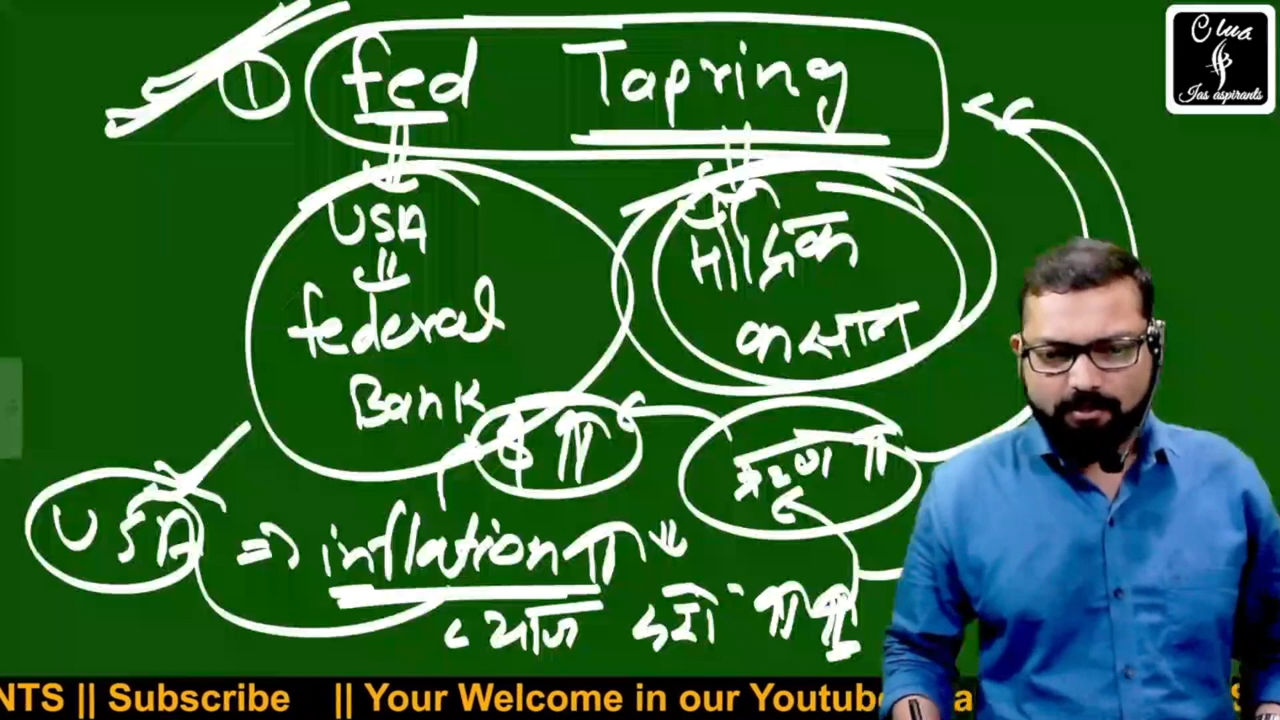 ① fed Tapring
USA
federal
Bank
मौद्रिक
कसाव
$ ⇑
USA ⇒ inflation ⇑ ⇓
ब्याज दरों ⇑
Clua
Ias aspirants
NTS || Subscribe || Your Welcome in our Youtube